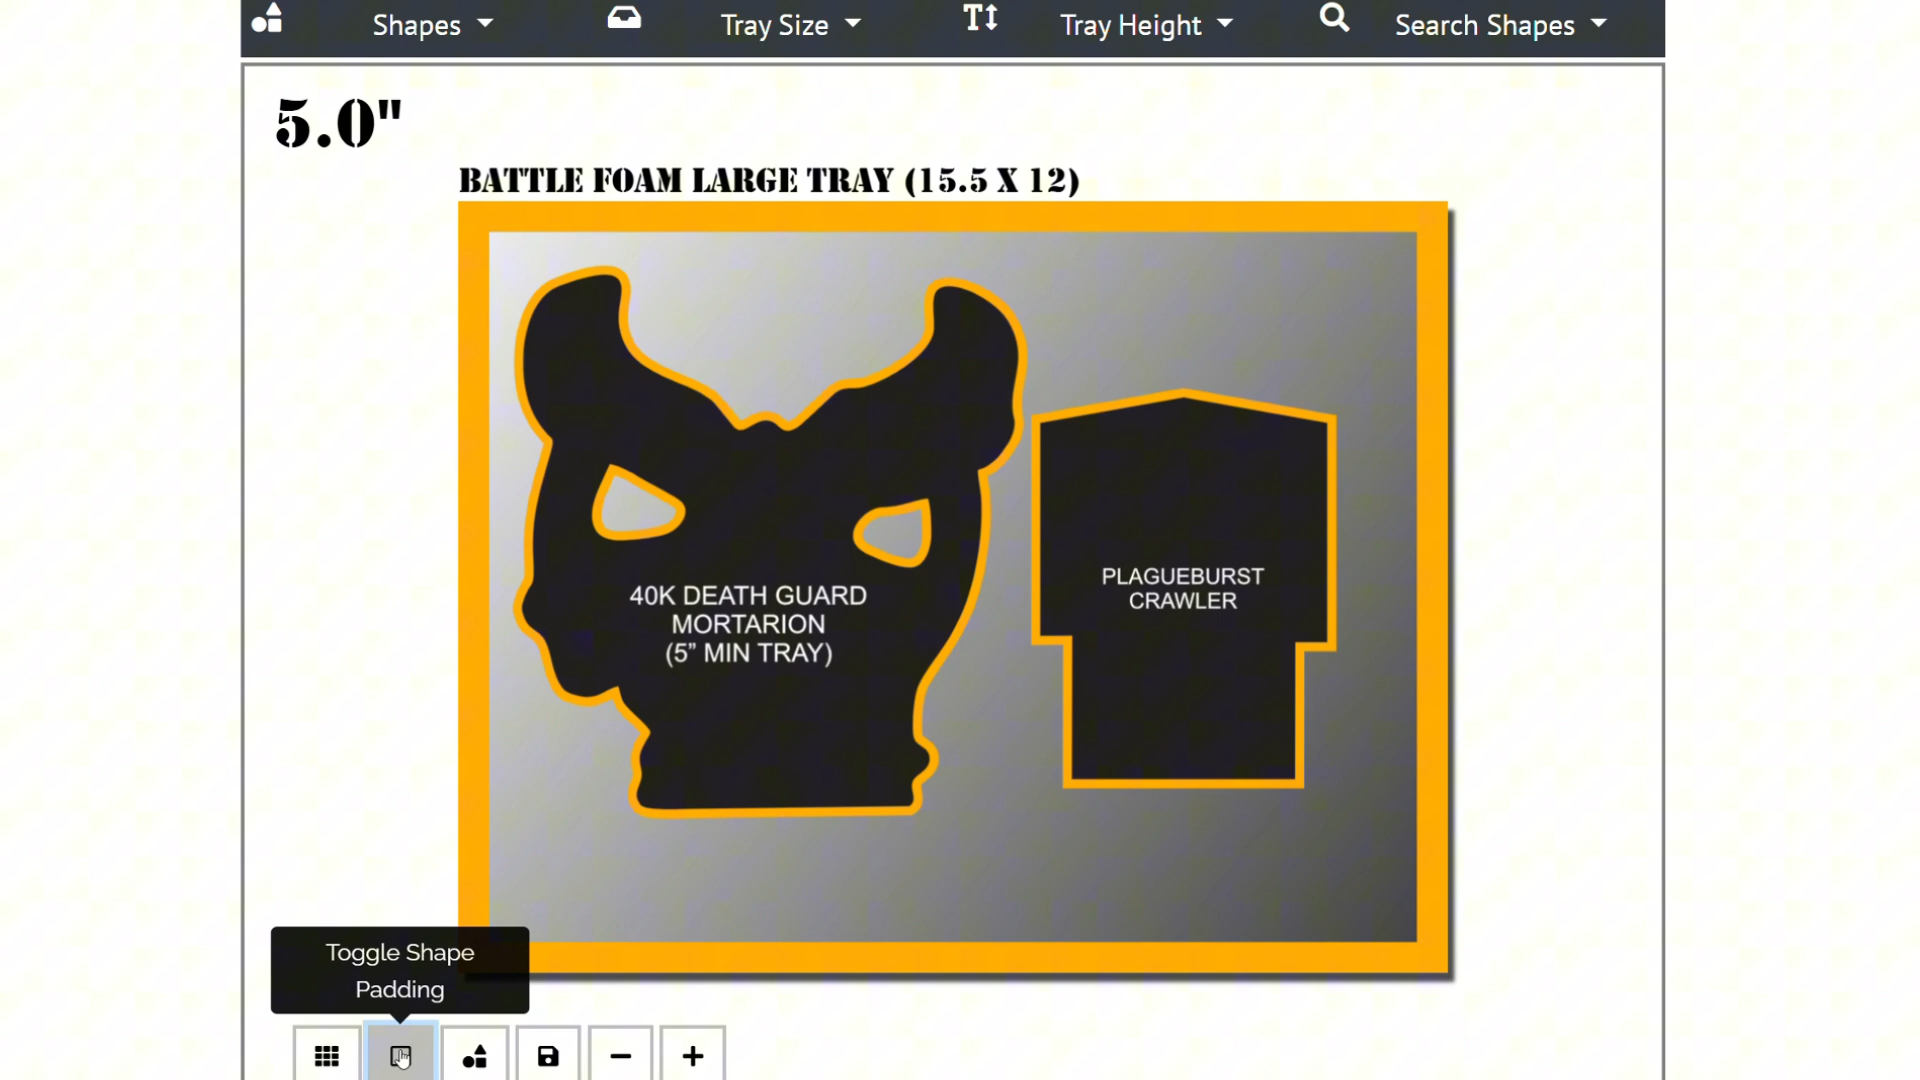 Shapes
Tray Size
T
Tray Height
Search Shapes
5.0"
BATTLE FOAM LARGE TRAY (15.5 X 12)
40K DEATH GUARD
MORTARION
(5” MIN TRAY)
PLAGUEBURST
CRAWLER
Toggle Shape
Padding